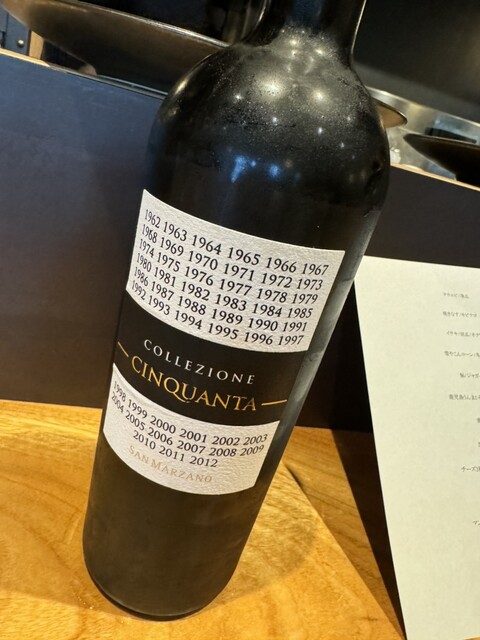 1962 1963 1964 1965 1966 1967
1968 1969 1970 1971 1972 1973
1974 1975 1976 1977 1978 1979
1980 1981 1982 1983 1984 1985
1986 1987 1988 1989 1990 1991
1992 1993 1994 1995 1996 1997
COLLEZIONE
CINQUANTA
1998 1999 2000 2001 2002 2003
2004 2005 2006 2007 2008 2009
2010 2011 2012
SAN MARZANO